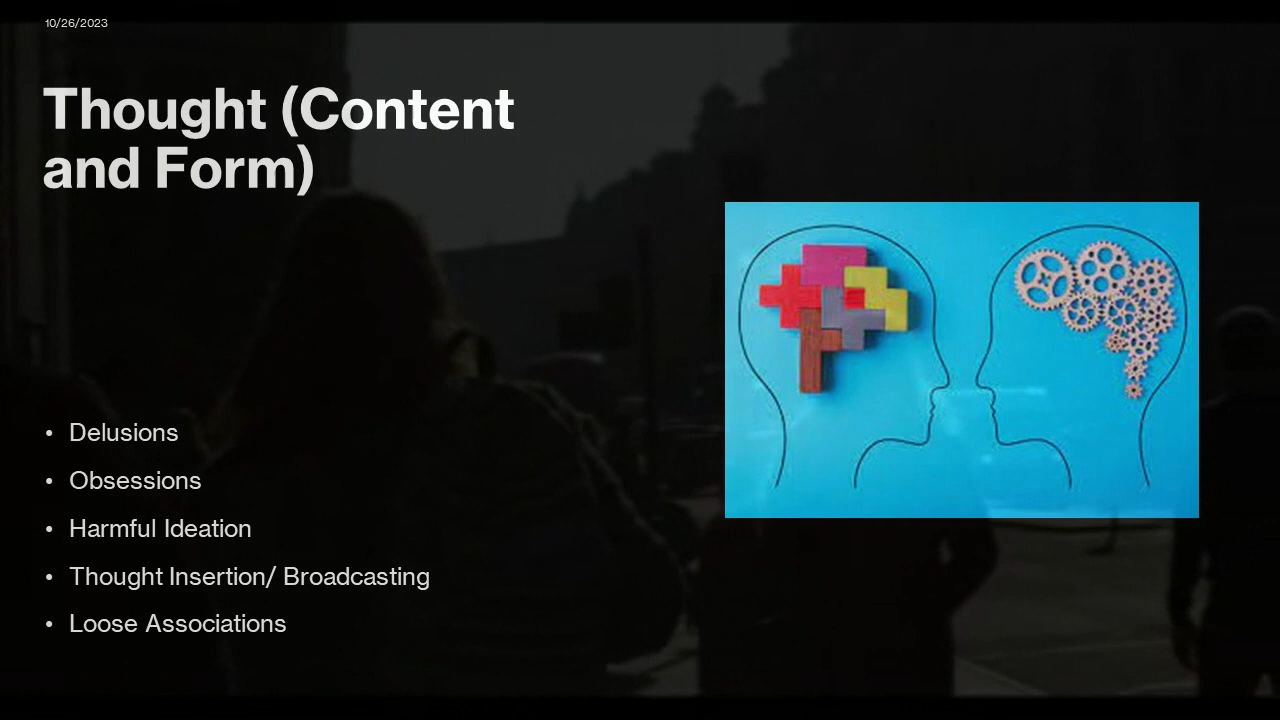 10/26/2023
Thought (Content
and Form)
• Delusions
• Obsessions
• Harmful Ideation
• Thought Insertion/ Broadcasting
• Loose Associations